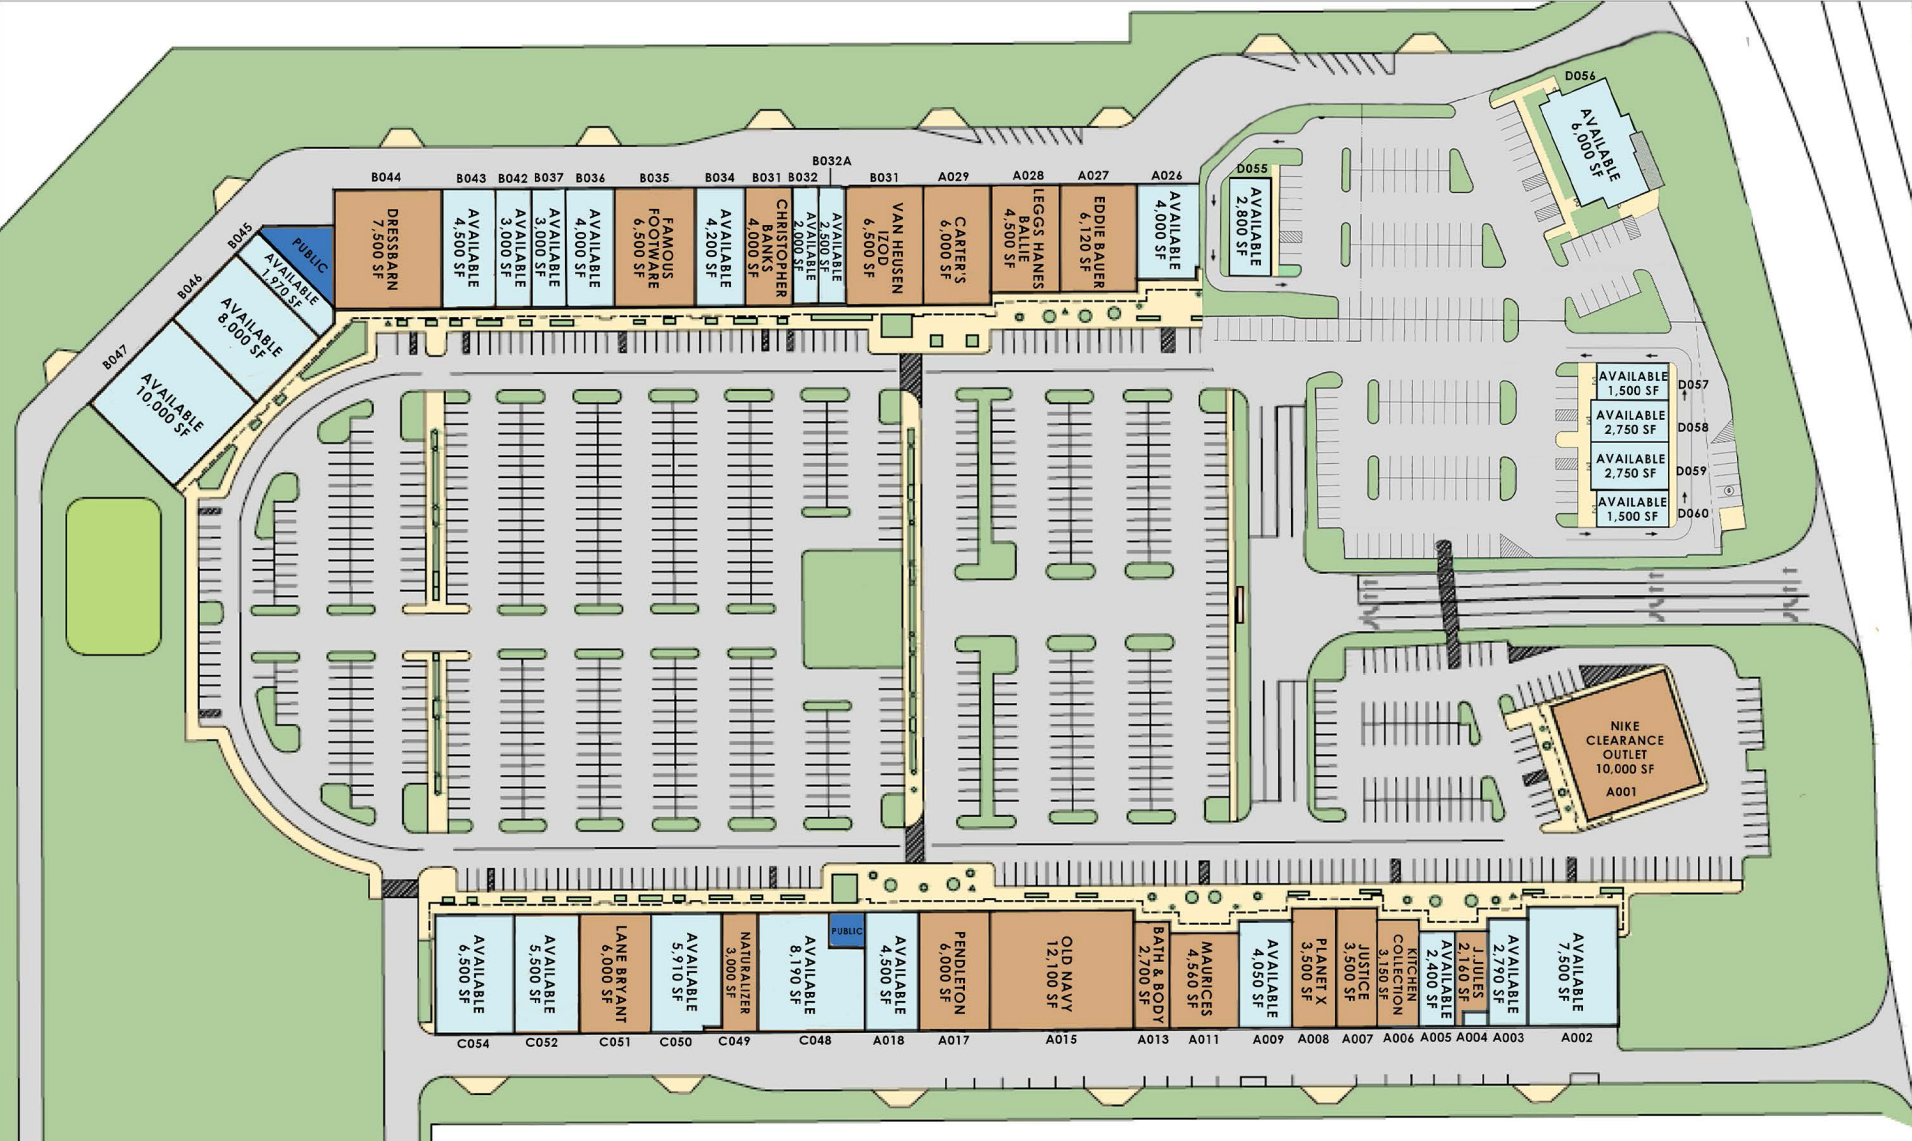 D056
AVAILABLE
6,000 SF
B032A
B044
B043
B042
B037
B036
B035
B034
B031
B032
B031
A029
A028
A027
A026
D055
DRESSBARN
7,500 SF
AVAILABLE
4,500 SF
AVAILABLE
3,000 SF
AVAILABLE
3,000 SF
AVAILABLE
4,000 SF
FAMOUS
FOOTWARE
6,500 SF
AVAILABLE
4,200 SF
CHRISTOPHER
BANKS
4,000 SF
AVAILABLE
2,000 SF
AVAILABLE
2,500 SF
VAN HEUSEN
IZOD
6,500 SF
CARTER'S
6,000 SF
LEGGS HANES
BALLIE
4,500 SF
EDDIE BAUER
6,120 SF
AVAILABLE
4,000 SF
AVAILABLE
2,800 SF
B045
PUBLIC
AVAILABLE
1,970 SF
B046
AVAILABLE
8,000 SF
B047
AVAILABLE
10,000 SF
AVAILABLE
1,500 SF
D057
AVAILABLE
2,750 SF
D058
AVAILABLE
2,750 SF
D059
AVAILABLE
1,500 SF
D060
NIKE
CLEARANCE
OUTLET
10,000 SF
A001
AVAILABLE
6,500 SF
AVAILABLE
5,500 SF
LANE BRYANT
6,000 SF
AVAILABLE
5,910 SF
NATURALIZER
3,000 SF
AVAILABLE
8,190 SF
PUBLIC
AVAILABLE
4,500 SF
PENDLETON
6,000 SF
OLD NAVY
12,100 SF
BATH & BODY
2,700 SF
MAURICES
4,560 SF
AVAILABLE
4,050 SF
PLANET X
3,500 SF
JUSTICE
3,500 SF
KITCHEN
COLLECTION
3,150 SF
AVAILABLE
2,400 SF
J.JULES
2,160 SF
AVAILABLE
2,790 SF
AVAILABLE
7,500 SF
C054
C052
C051
C050
C049
C048
A018
A017
A015
A013
A011
A009
A008
A007
A006
A005
A004
A003
A002